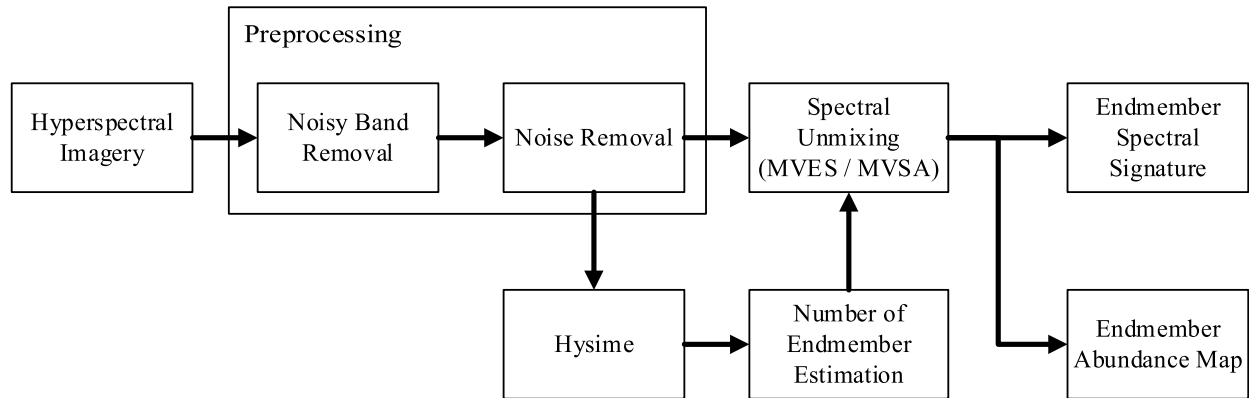 Preprocessing
Hyperspectral
Imagery
Noisy Band
Removal
Noise Removal
Spectral
Unmixing
(MVES / MVSA)
Endmember
Spectral
Signature
Hysime
Number of
Endmember
Estimation
Endmember
Abundance Map